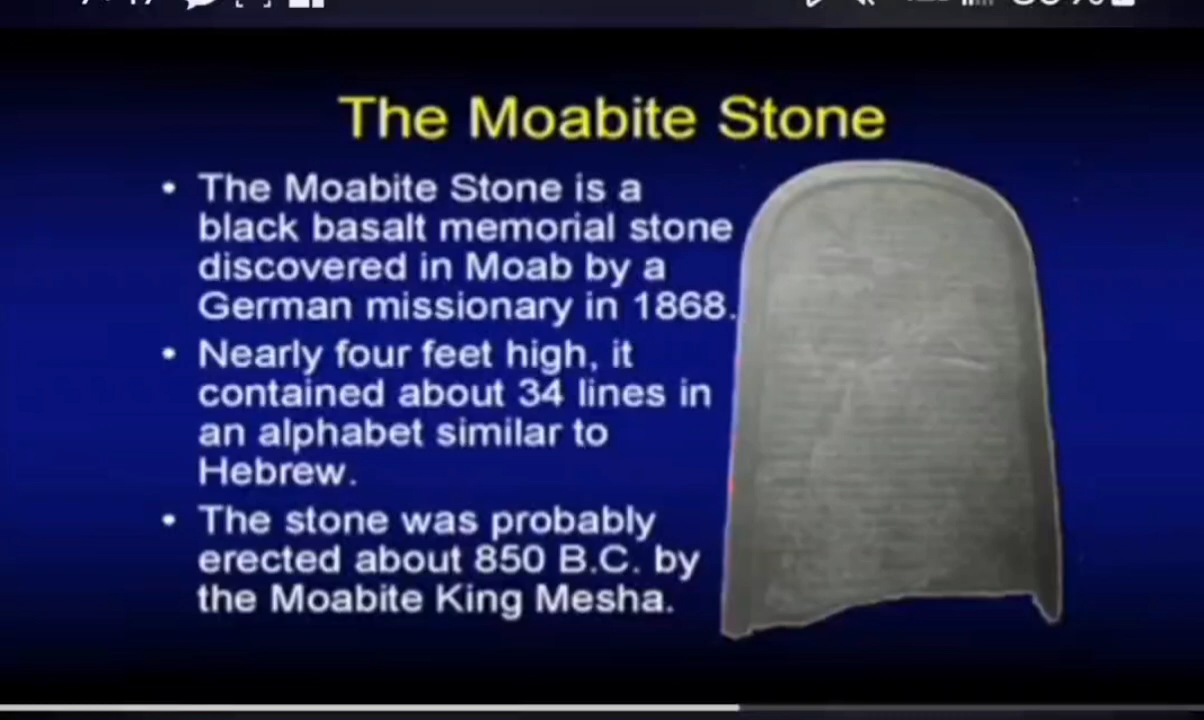 The Moabite Stone
• The Moabite Stone is a
black basalt memorial stone
discovered in Moab by a
German missionary in 1868.
• Nearly four feet high, it
contained about 34 lines in
an alphabet similar to
Hebrew.
• The stone was probably
erected about 850 B.C. by
the Moabite King Mesha.